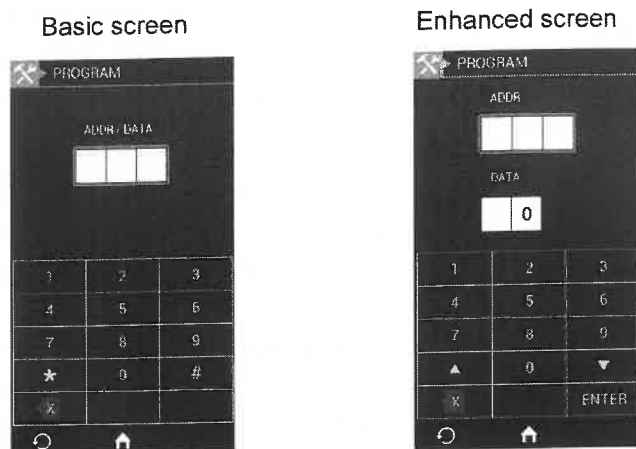 Basic screen
PROGRAM
ADDR / DATA
1 2 3
4 5 6
7 8 9
* 0 #
X
Enhanced screen
PROGRAM
ADDR
DATA
0
1 2 3
4 5 6
7 8 9
▲ 0 ▼
X ENTER